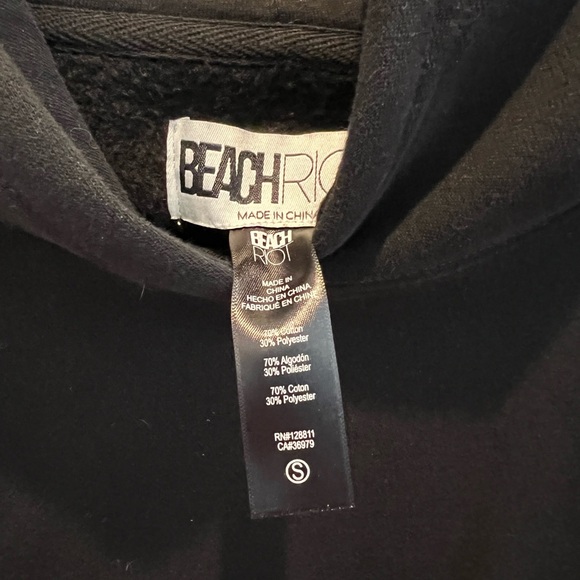 BEACHRIO
MADE IN CHINA
BEACH
RIOT
MADE IN
CHINA
HECHO EN CHINA
FABRIQUÉ EN CHINE
70% Cotton
30% Polyester
70% Algodón
30% Poliéster
70% Coton
30% Polyester
RN#128811
CA#36979
S